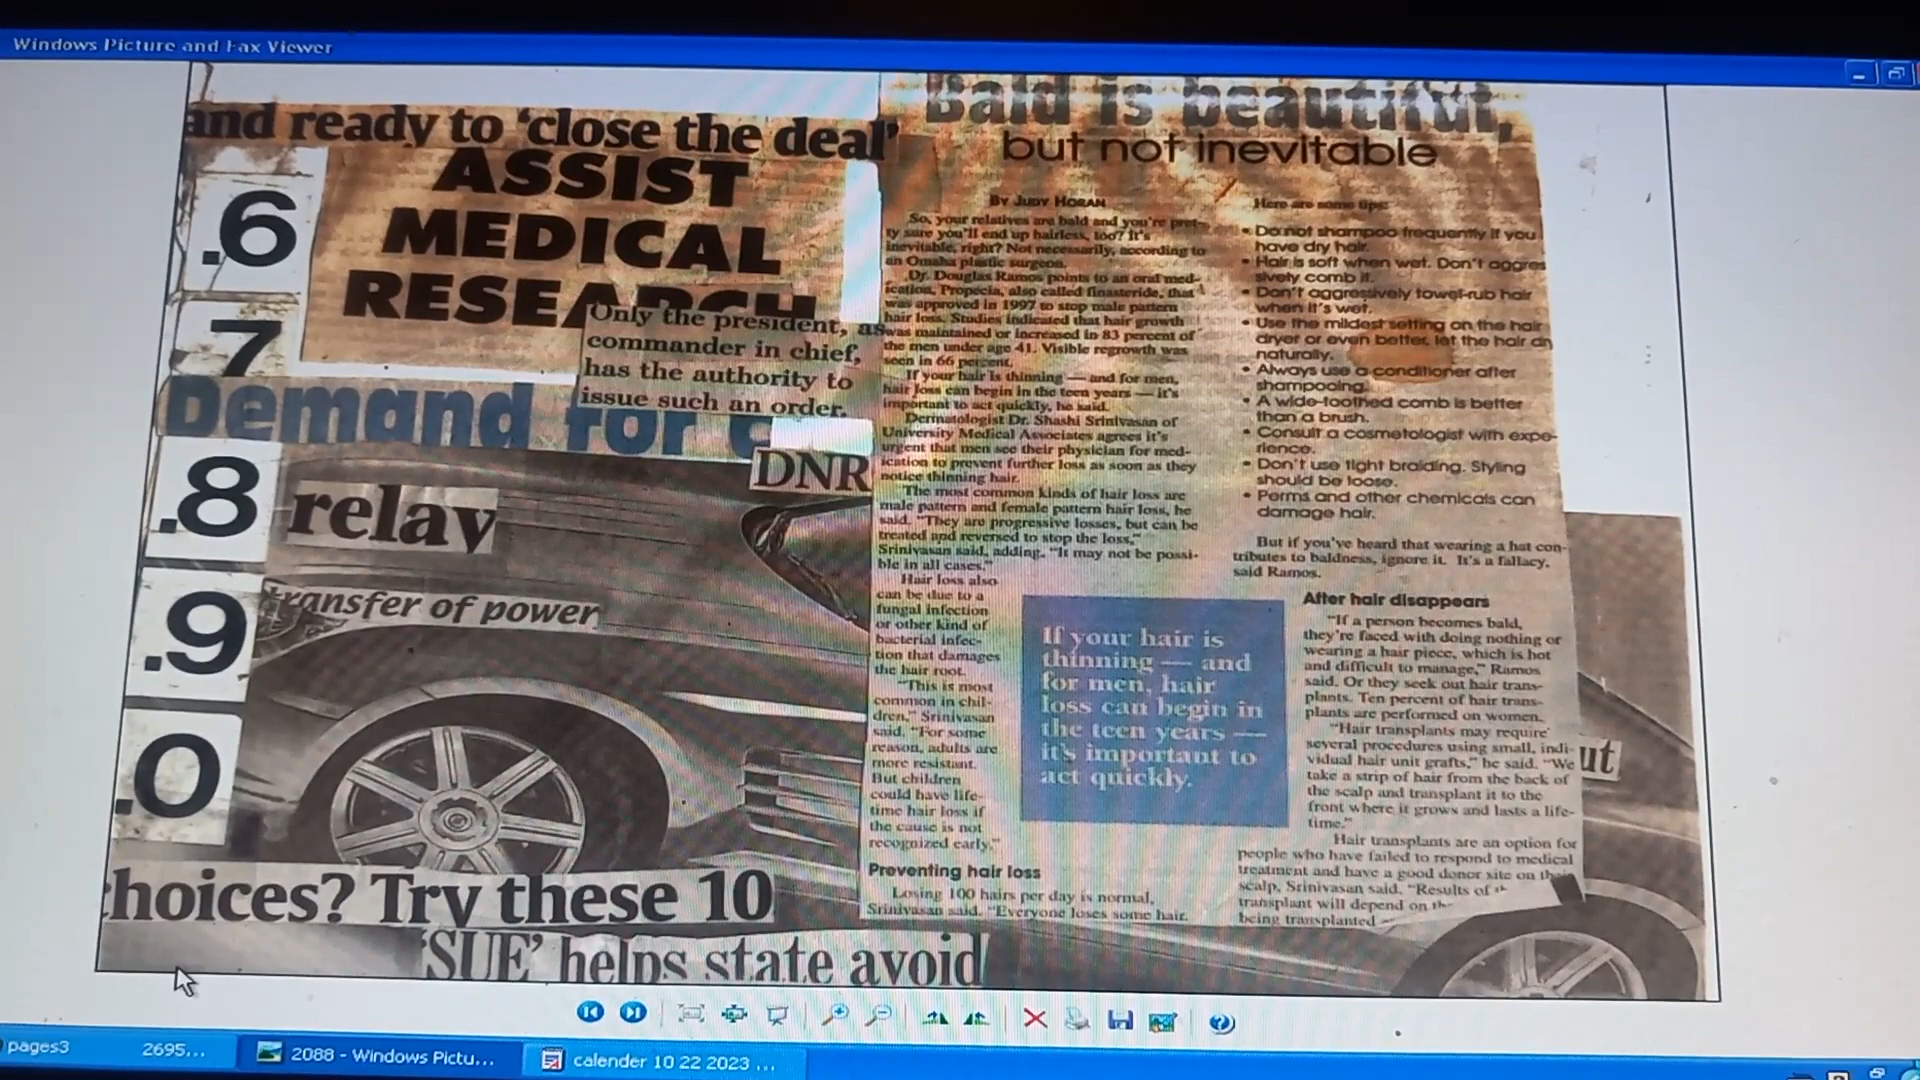 Windows Picture and Fax Viewer
and ready to ‘close the deal’
ASSIST
MEDICAL
RESEARCH
.6
.7
Only the president, as
commander in chief,
has the authority to
issue such an order.
Demand for c
DNR
.8
relay
.9
transfer of power
.0
choices? Try these 10
‘SUE’ helps state avoid
Bald is beautiful,
but not inevitable
BY JUDY HORAN
So, your relatives are bald and you're pret-
ty sure you'll end up hairless, too? It's
inevitable, right? Not necessarily, according to
an Omaha plastic surgeon.
Dr. Douglas Ramos points to an oral med-
ication, Propecia, also called finasteride, that
was approved in 1997 to stop male pattern
hair loss. Studies indicated that hair growth
was maintained or increased in 83 percent of
the men under age 41. Visible regrowth was
seen in 66 percent.
If your hair is thinning — and for men,
hair loss can begin in the teen years — it's
important to act quickly, he said.
Dermatologist Dr. Shashi Srinivasan of
University Medical Associates agrees it's
urgent that men see their physician for med-
ication to prevent further loss as soon as they
notice thinning hair.
The most common kinds of hair loss are
male pattern and female pattern hair loss, he
said. "They are progressive losses, but can be
treated and reversed to stop the loss,"
Srinivasan said, adding, "It may not be possi-
ble in all cases."
Hair loss also
can be due to a
fungal infection
or other kind of
bacterial infec-
tion that damages
the hair root.
"This is most
common in chil-
dren," Srinivasan
said. "For some
reason, adults are
more resistant.
But children
could have life-
time hair loss if
the cause is not
recognized early."
Preventing hair loss
Losing 100 hairs per day is normal,
Srinivasan said. "Everyone loses some hair.
If your hair is
thinning — and
for men, hair
loss can begin in
the teen years —
it's important to
act quickly.
Here are some tips:
• Do not shampoo frequently if you
have dry hair.
• Hair is soft when wet. Don't aggres
sively comb it.
• Don't aggressively towel-rub hair
when it's wet.
• Use the mildest setting on the hair
dryer or even better, let the hair dry
naturally.
• Always use a conditioner after
shampooing.
• A wide-toothed comb is better
than a brush.
• Consult a cosmetologist with expe-
rience.
• Don't use tight braiding. Styling
should be loose.
• Perms and other chemicals can
damage hair.
But if you've heard that wearing a hat con-
tributes to baldness, ignore it. It's a fallacy,
said Ramos.
After hair disappears
"If a person becomes bald,
they're faced with doing nothing or
wearing a hair piece, which is hot
and difficult to manage," Ramos
said. Or they seek out hair trans-
plants. Ten percent of hair trans-
plants are performed on women.
"Hair transplants may require
several procedures using small, indi-
vidual hair unit grafts," he said. "We
take a strip of hair from the back of
the scalp and transplant it to the
front where it grows and lasts a life-
time."
Hair transplants are an option for
people who have failed to respond to medical
treatment and have a good donor site on their
scalp, Srinivasan said. "Results of
transplant will depend on
being transplanted
ut
pages3
2695...
2088 - Windows Pictu...
calender 10 22 2023 ...